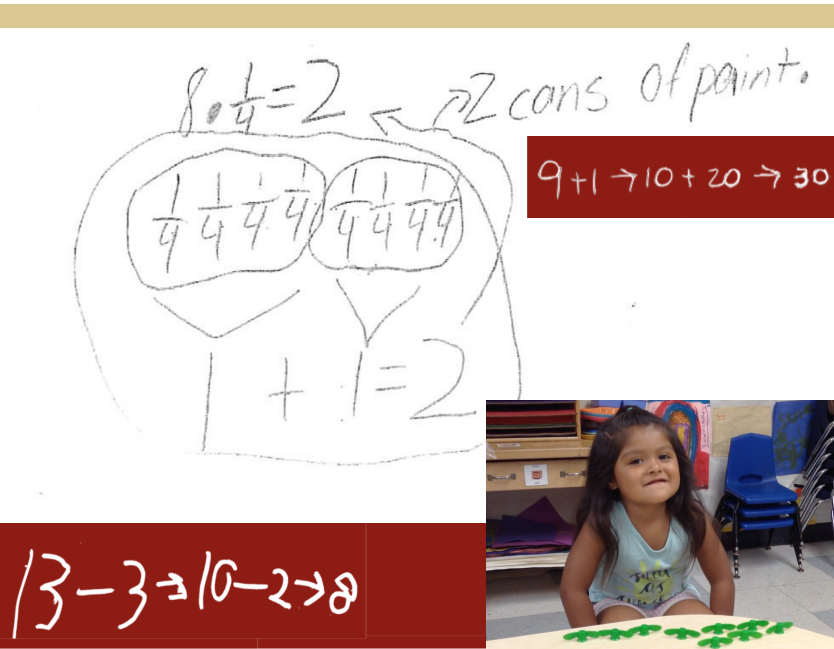 8 · 1/4 = 2
2 cans of paint.
9 + 1 → 10 + 20 → 30
1/4 1/4 1/4 1/4 1/4 1/4 1/4 1/4
1 + 1 = 2
13 - 3 → 10 - 2 → 8